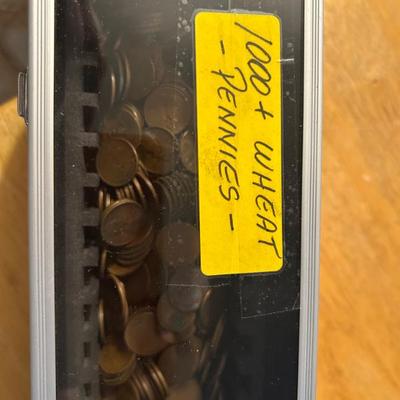 1000+ WHEAT
- PENNIES -